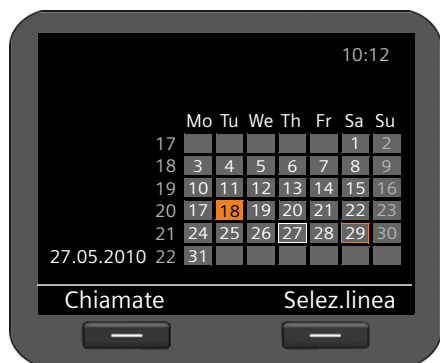 10:12
Mo Tu We Th Fr Sa Su
17 1 2
18 3 4 5 6 7 8 9
19 10 11 12 13 14 15 16
20 17 18 19 20 21 22 23
21 24 25 26 27 28 29 30
27.05.2010 22 31
Chiamate Selez.linea